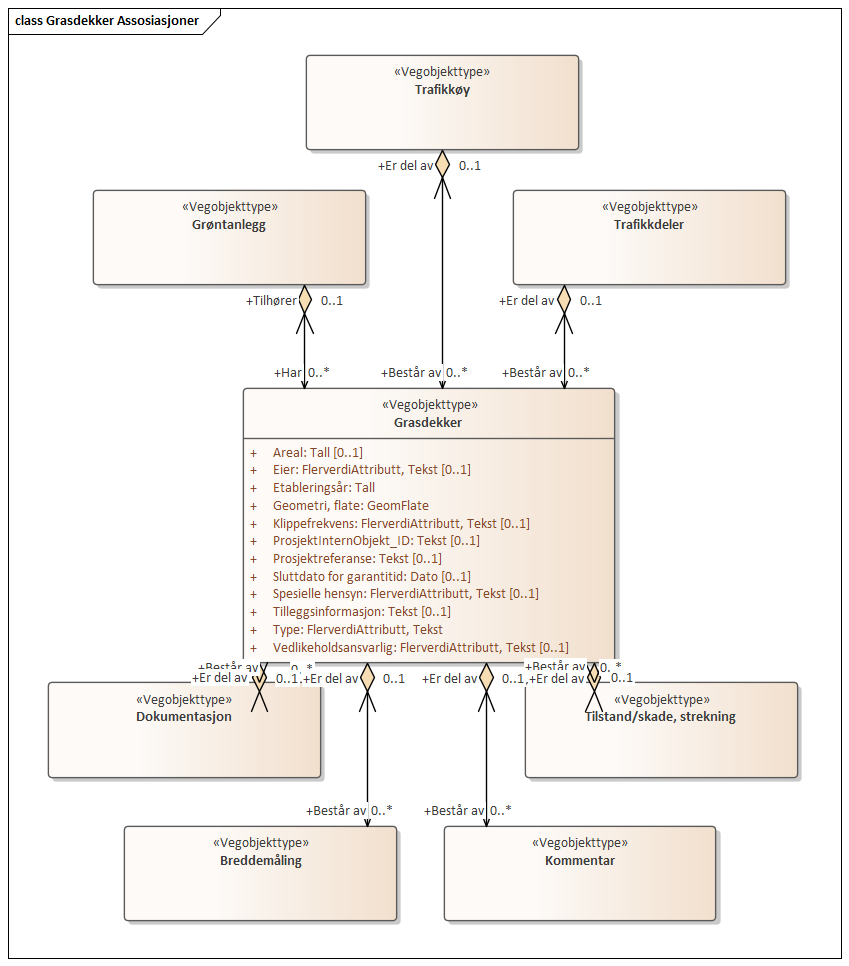 class Grasdekker Assosiasjoner
«Vegobjekttype»
Trafikkøy
+Er del av 0..1
«Vegobjekttype»
Grøntanlegg
«Vegobjekttype»
Trafikkdeler
+Tilhører 0..1
+Er del av 0..1
+Har 0..*
+Består av 0..*
+Består av 0..*
«Vegobjekttype»
Grasdekker
+ Areal: Tall [0..1]
+ Eier: FlerverdiAttributt, Tekst [0..1]
+ Etableringsår: Tall
+ Geometri, flate: GeomFlate
+ Klippefrekvens: FlerverdiAttributt, Tekst [0..1]
+ ProsjektInternObjekt_ID: Tekst [0..1]
+ Prosjektreferanse: Tekst [0..1]
+ Sluttdato for garantitid: Dato [0..1]
+ Spesielle hensyn: FlerverdiAttributt, Tekst [0..1]
+ Tilleggsinformasjon: Tekst [0..1]
+ Type: FlerverdiAttributt, Tekst
+ Vedlikeholdsansvarlig: FlerverdiAttributt, Tekst [0..1]
+Består av 0..*
+Består av 0..*
+Er del av 0..1
+Er del av 0..1
+Er del av 0..1
+Er del av 0..1
«Vegobjekttype»
Dokumentasjon
«Vegobjekttype»
Tilstand/skade, strekning
+Består av 0..*
+Består av 0..*
«Vegobjekttype»
Breddemåling
«Vegobjekttype»
Kommentar